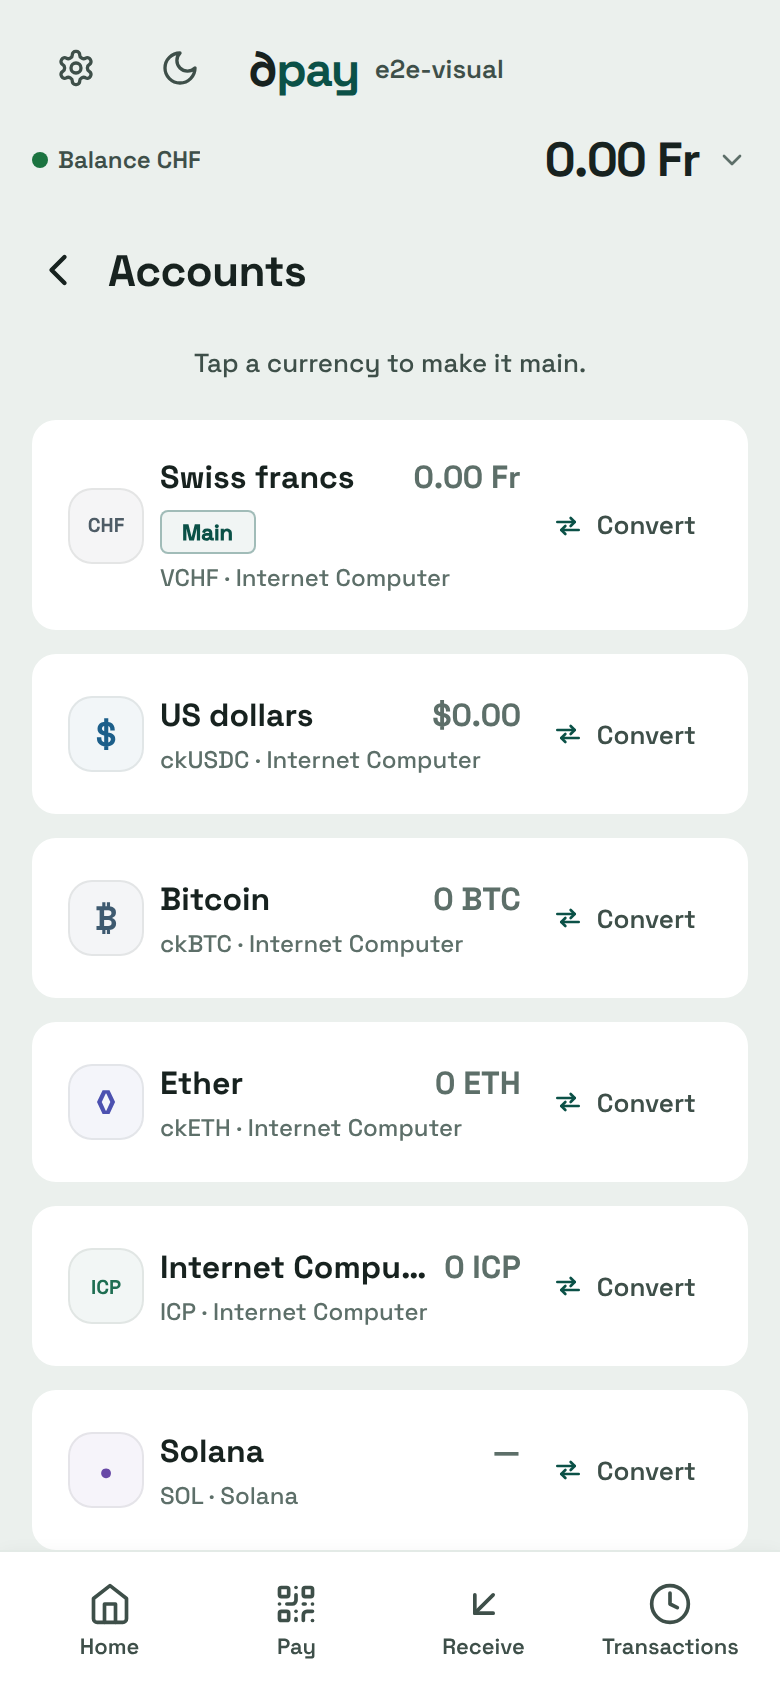 ∂pay e2e-visual
Balance CHF 0.00 Fr
Accounts
Tap a currency to make it main.
CHF Swiss francs 0.00 Fr
Main
VCHF · Internet Computer
Convert
$ US dollars $0.00
ckUSDC · Internet Computer
Convert
₿ Bitcoin 0 BTC
ckBTC · Internet Computer
Convert
Ether 0 ETH
ckETH · Internet Computer
Convert
ICP Internet Compu... 0 ICP
ICP · Internet Computer
Convert
Solana —
SOL · Solana
Convert
Home
Pay
Receive
Transactions